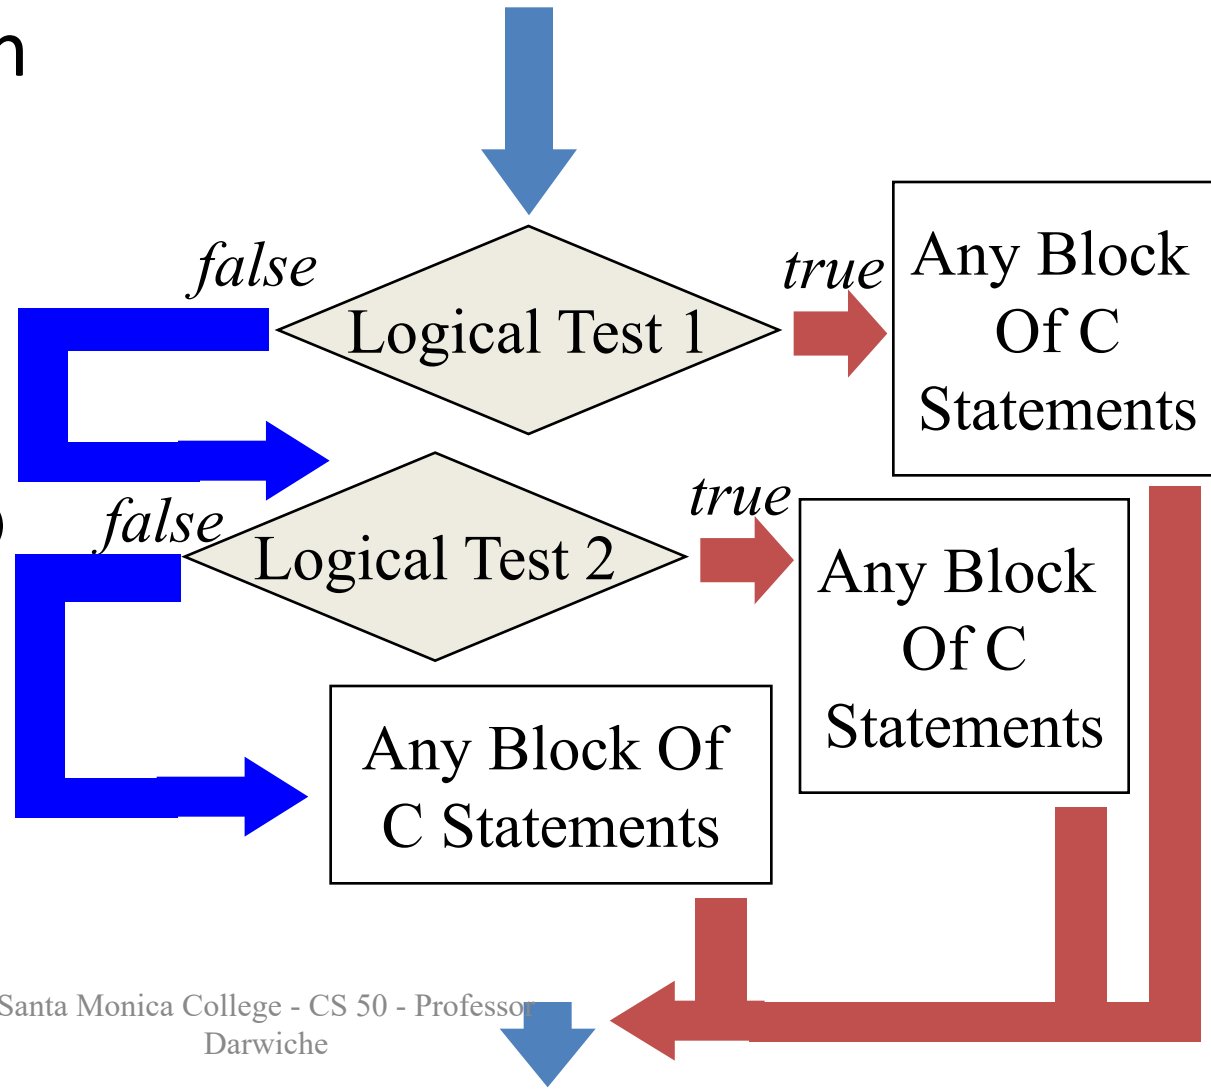 n
false
true
Logical Test 1
Any Block
Of C
Statements
)
false
true
Logical Test 2
Any Block
Of C
Statements
Any Block Of
C Statements
Santa Monica College - CS 50 - Professor
Darwiche